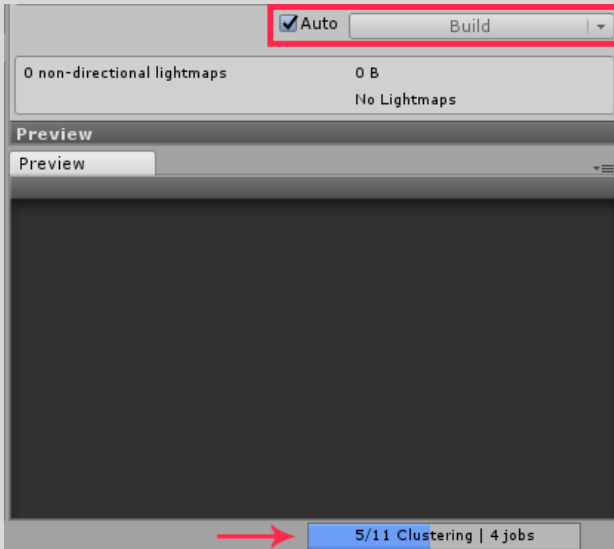 Auto Build
0 non-directional lightmaps 0 B
No Lightmaps
Preview
Preview
5/11 Clustering | 4 jobs